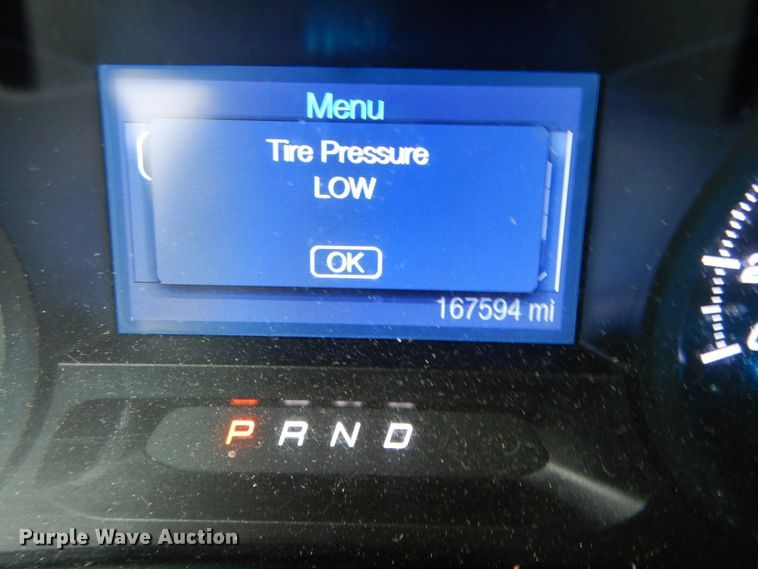 Menu
Tire Pressure
LOW
OK
167594 mi
P R N D
Purple Wave Auction